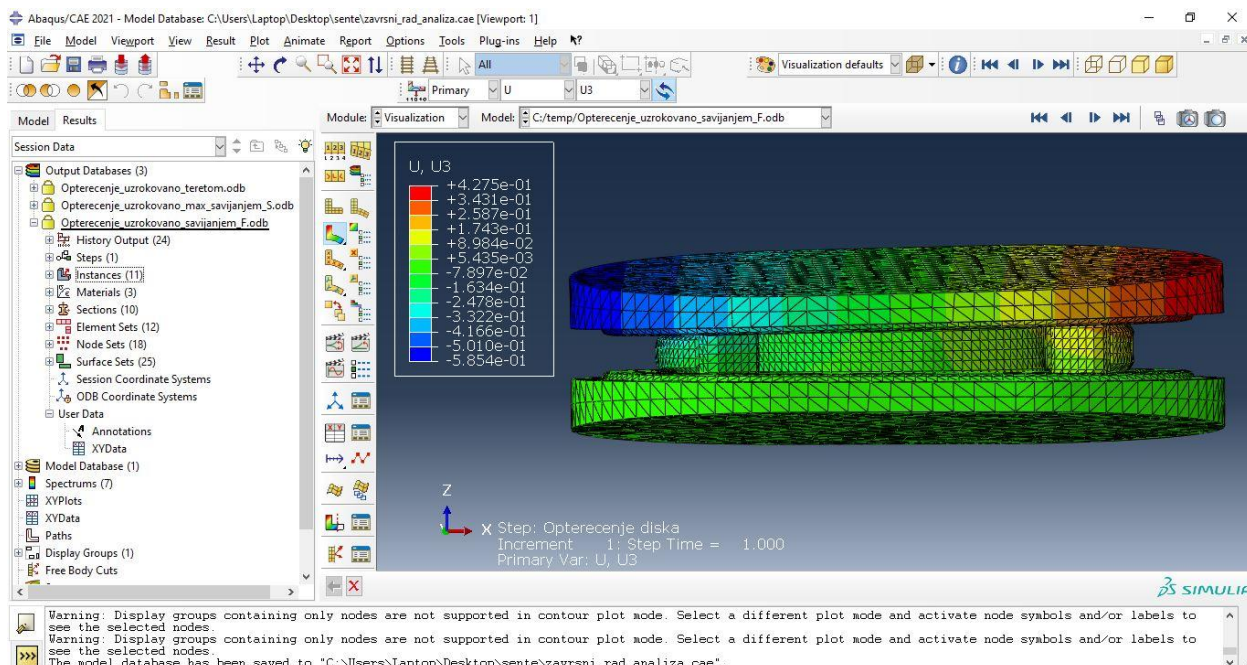 Abaqus/CAE 2021 - Model Database: C:\Users\Laptop\Desktop\sente\zavrsni_rad_analiza.cae [Viewport: 1]
File Model Viewport View Result Plot Animate Report Options Tools Plug-ins Help
All Visualization defaults
Primary U U3
Model Results
Module: Visualization Model: C:/temp/Opterecenje_uzrokovano_savijanjem_F.odb
Session Data
Output Databases (3)
Opterecenje_uzrokovano_teretom.odb
Opterecenje_uzrokovano_max_savijanjem_S.odb
Opterecenje_uzrokovano_savijanjem_F.odb
History Output (24)
Steps (1)
Instances (11)
Materials (3)
Sections (10)
Element Sets (12)
Node Sets (18)
Surface Sets (25)
Session Coordinate Systems
ODB Coordinate Systems
User Data
Annotations
XYData
Model Database (1)
Spectrums (7)
XYPlots
XYData
Paths
Display Groups (1)
Free Body Cuts
U, U3
+4.275e-01
+3.431e-01
+2.587e-01
+1.743e-01
+8.984e-02
+5.435e-03
-7.897e-02
-1.634e-01
-2.478e-01
-3.322e-01
-4.166e-01
-5.010e-01
-5.854e-01
Z
X
Step: Opterecenje diska
Increment 1: Step Time = 1.000
Primary Var: U, U3
SIMULIA
Warning: Display groups containing only nodes are not supported in contour plot mode. Select a different plot mode and activate node symbols and/or labels to
see the selected nodes.
Warning: Display groups containing only nodes are not supported in contour plot mode. Select a different plot mode and activate node symbols and/or labels to
see the selected nodes.
The model database has been saved to "C:\Users\Laptop\Desktop\sente\zavrsni_rad_analiza.cae".